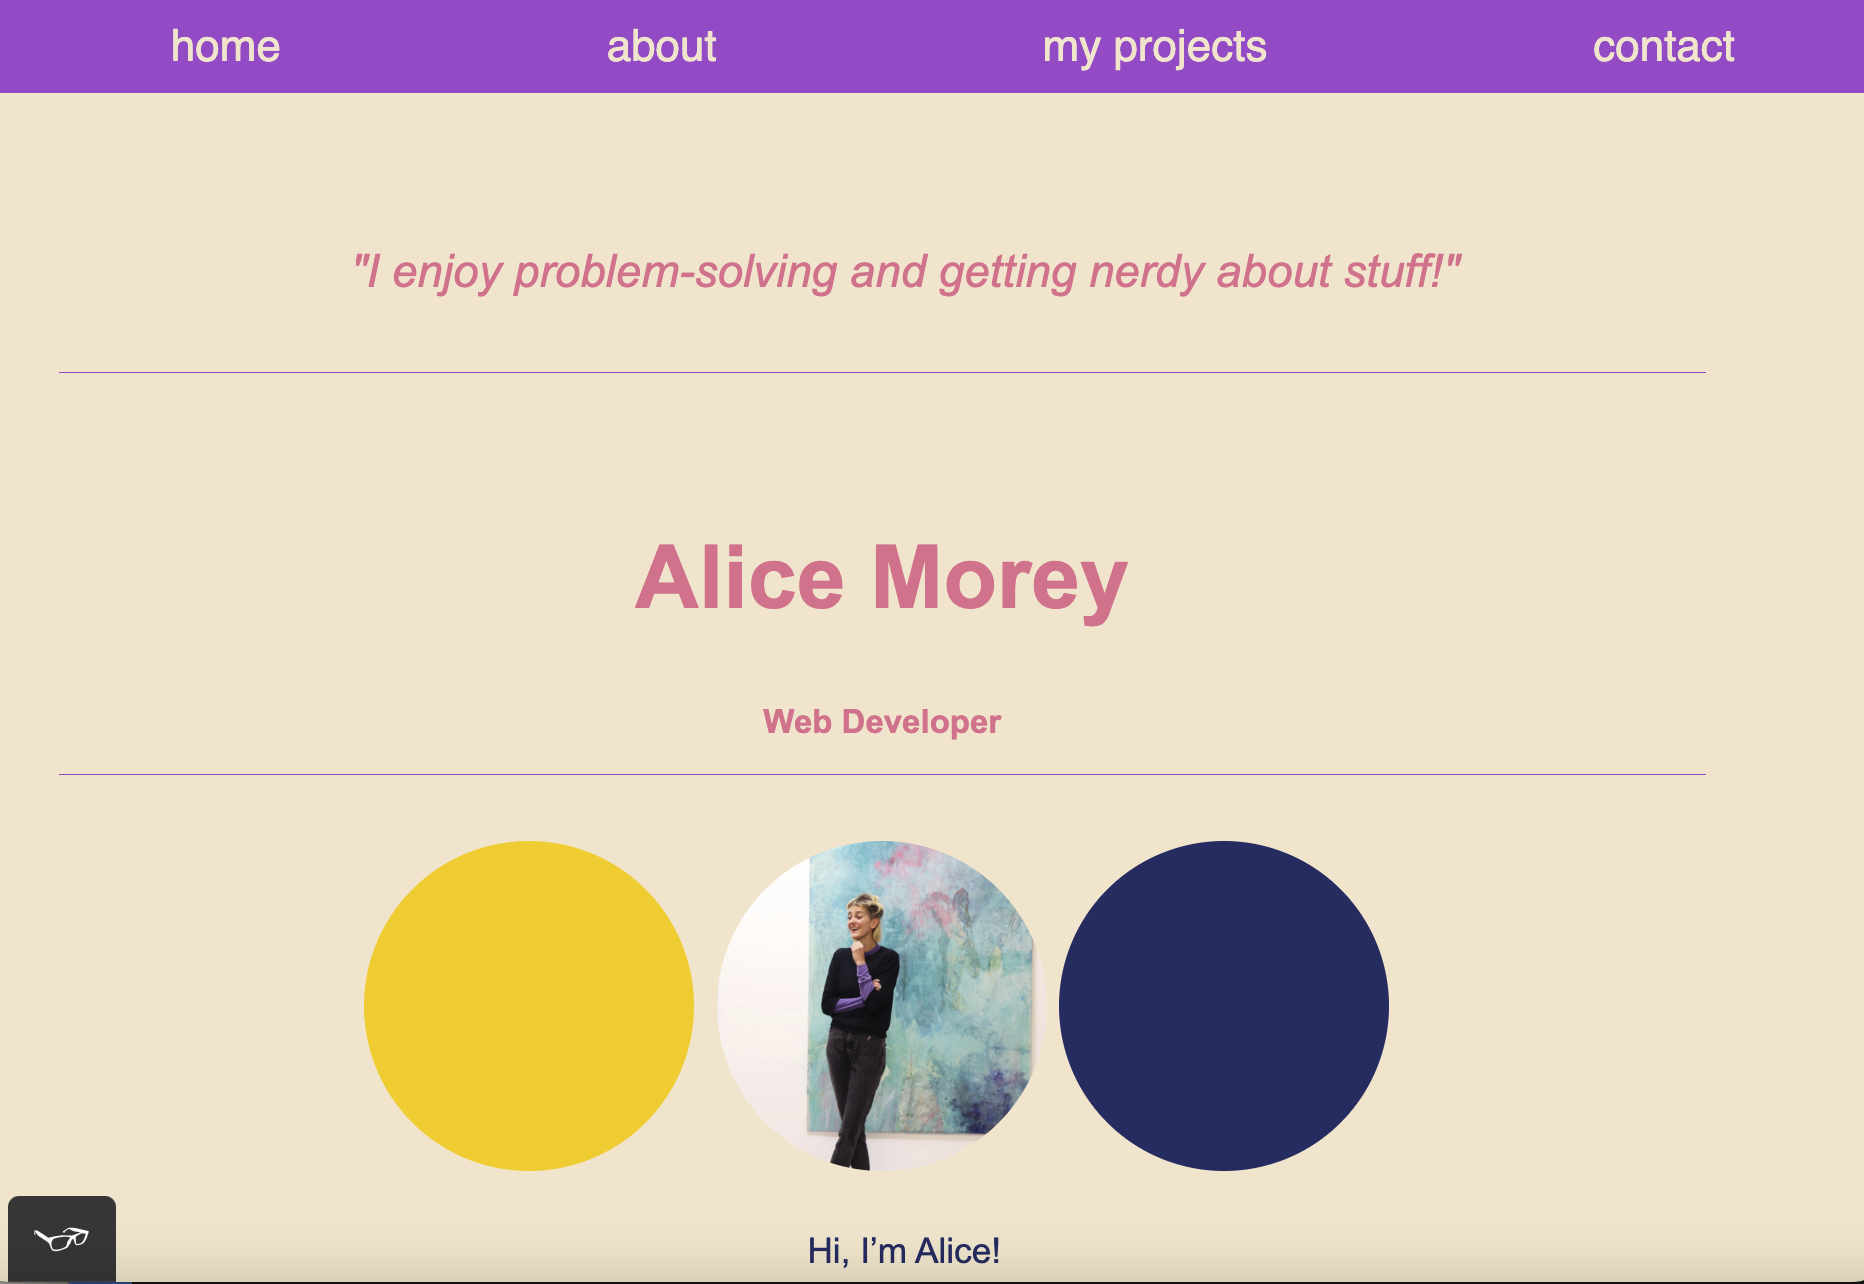 home about my projects contact
"I enjoy problem-solving and getting nerdy about stuff!"
Alice Morey
Web Developer
Hi, I’m Alice!